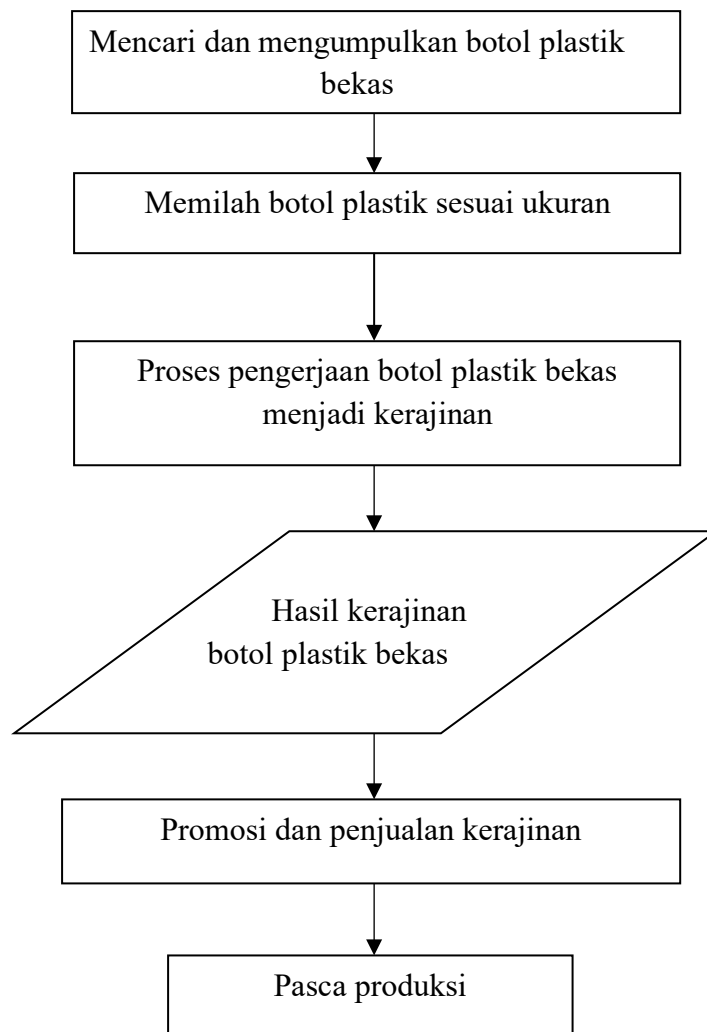 Mencari dan mengumpulkan botol plastik
bekas
Memilah botol plastik sesuai ukuran
Proses pengerjaan botol plastik bekas
menjadi kerajinan
Hasil kerajinan
botol plastik bekas
Promosi dan penjualan kerajinan
Pasca produksi